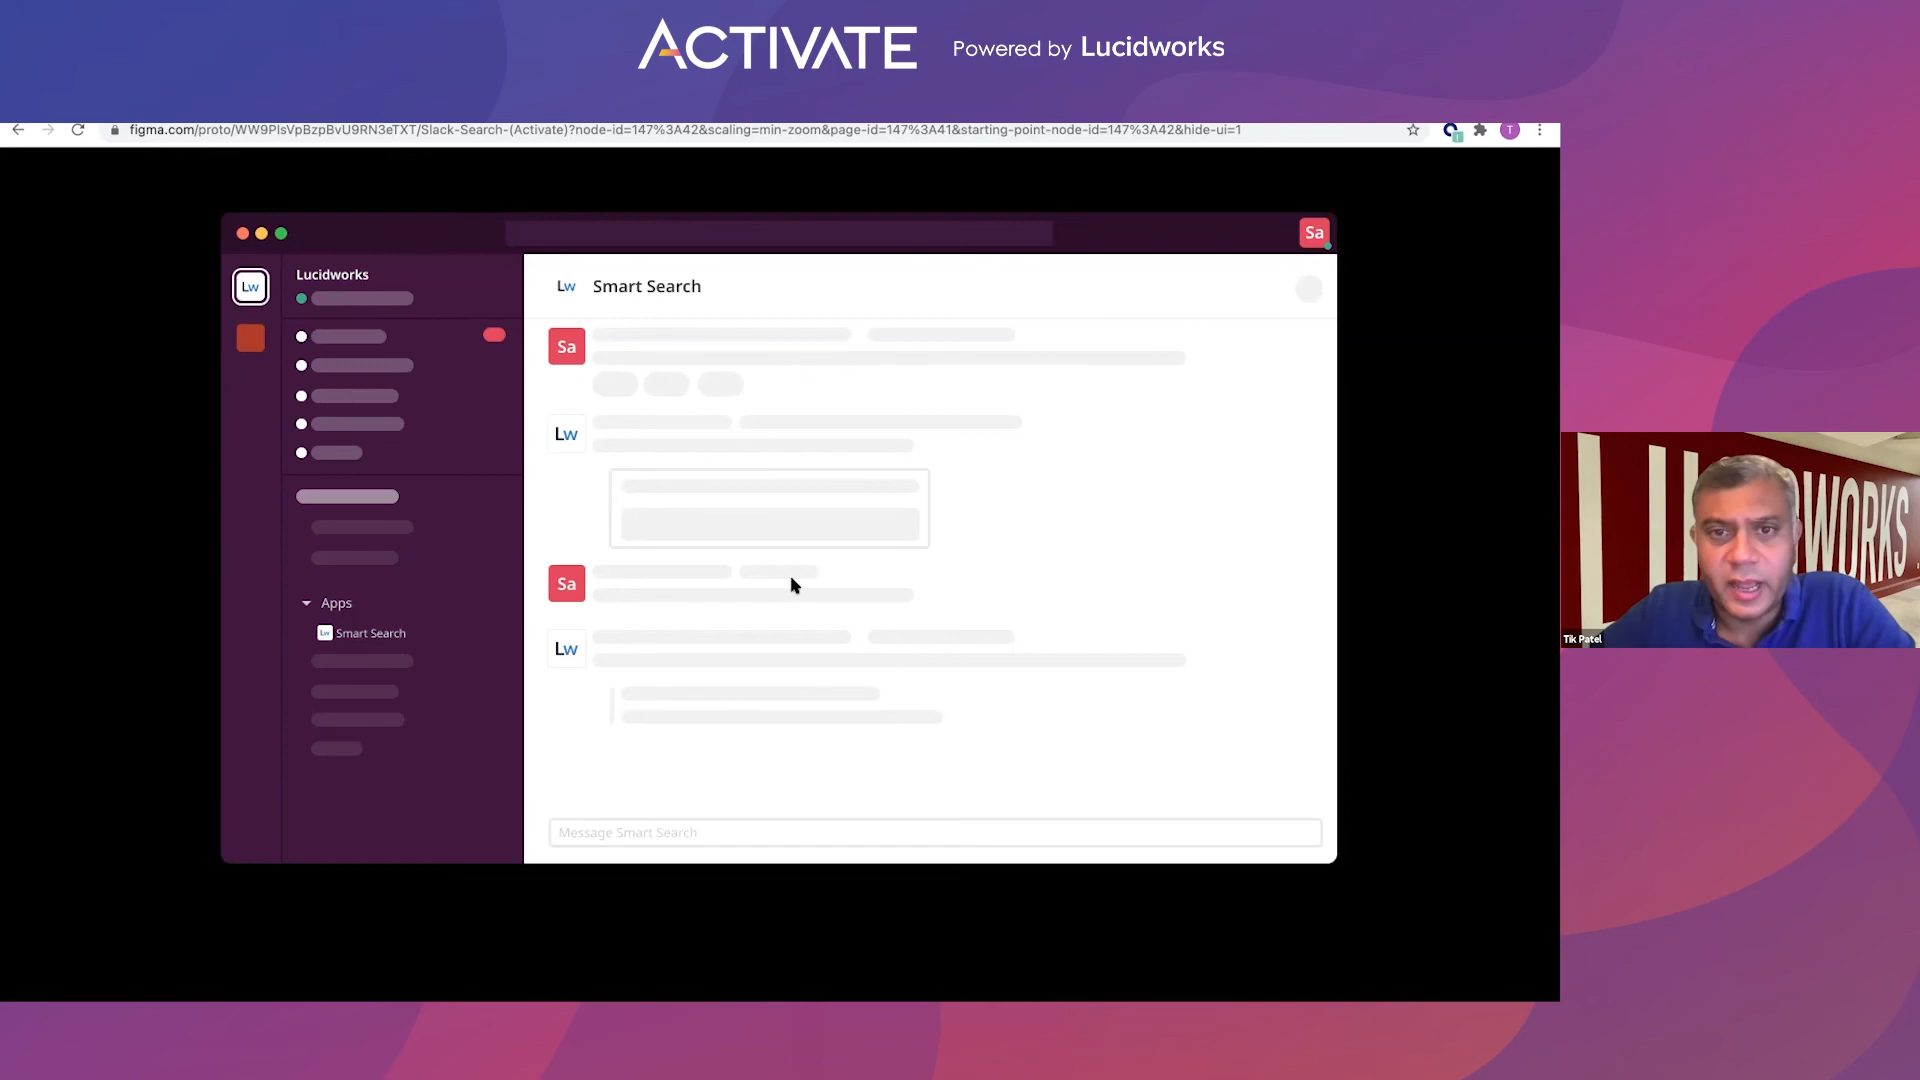 ACTIVATE Powered by Lucidworks
figma.com/proto/WW9PlsVpBzpBvU9RN3eTXT/Slack-Search-(Activate)?node-id=147%3A42&scaling=min-zoom&page-id=147%3A41&starting-point-node-id=147%3A42&hide-ui=1
T
Sa
Lw
Lucidworks
Lw Smart Search
Sa
Lw
Sa
Lw
Apps
Lw Smart Search
Message Smart Search
LUCIDWORKS
Tik Patel